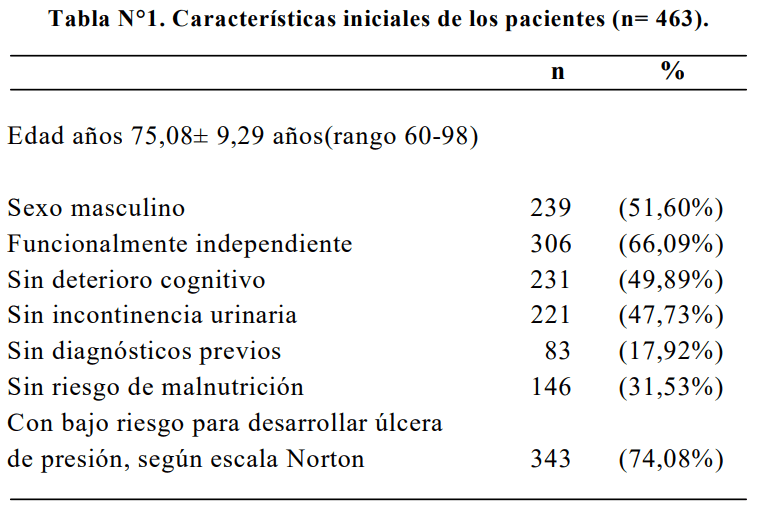 Tabla N°1. Características iniciales de los pacientes (n= 463).
n %
Edad años 75,08± 9,29 años(rango 60-98)
Sexo masculino 239 (51,60%)
Funcionalmente independiente 306 (66,09%)
Sin deterioro cognitivo 231 (49,89%)
Sin incontinencia urinaria 221 (47,73%)
Sin diagnósticos previos 83 (17,92%)
Sin riesgo de malnutrición 146 (31,53%)
Con bajo riesgo para desarrollar úlcera
de presión, según escala Norton 343 (74,08%)